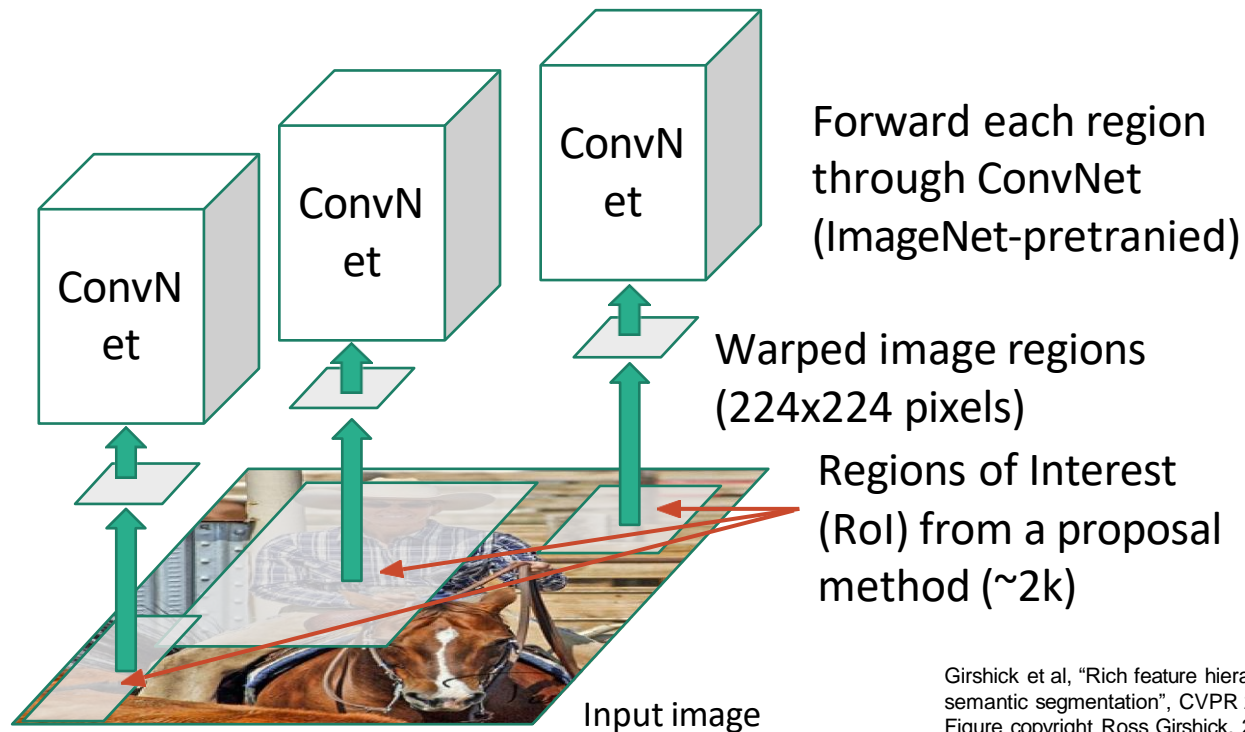 ConvN
et
ConvN
et
ConvN
et
Forward each region
through ConvNet
(ImageNet-pretranied)
Warped image regions
(224x224 pixels)
Regions of Interest
(RoI) from a proposal
method (~2k)
Input image
Girshick et al, “Rich feature
semantic segmentation”, CVPR
Figure copyright Ross Girshick,